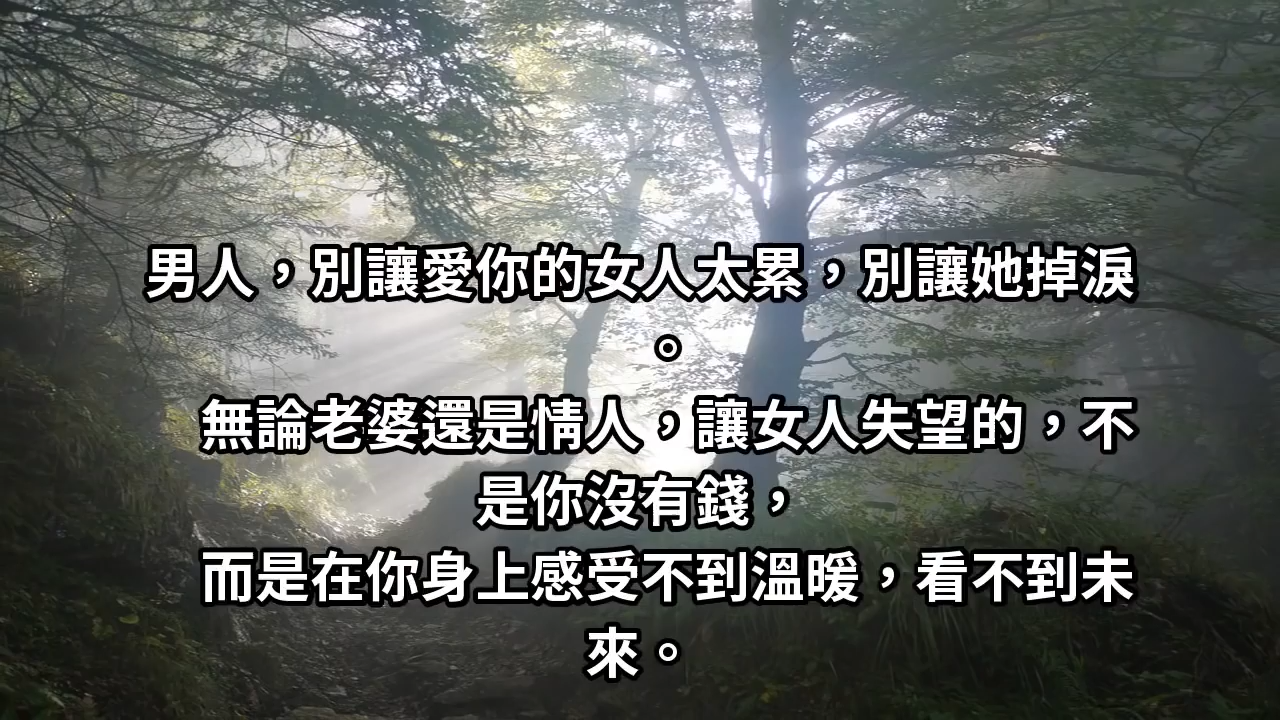 男人，別讓愛你的女人太累，別讓她掉淚
。
無論老婆還是情人，讓女人失望的，不
是你沒有錢，
而是在你身上感受不到溫暖，看不到未
來。